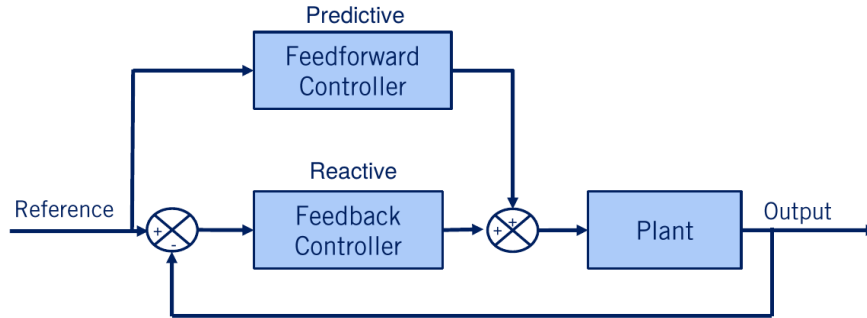 Predictive
Feedforward
Controller
Reactive
Reference
Feedback
Controller
Plant
Output
+
-
+
+